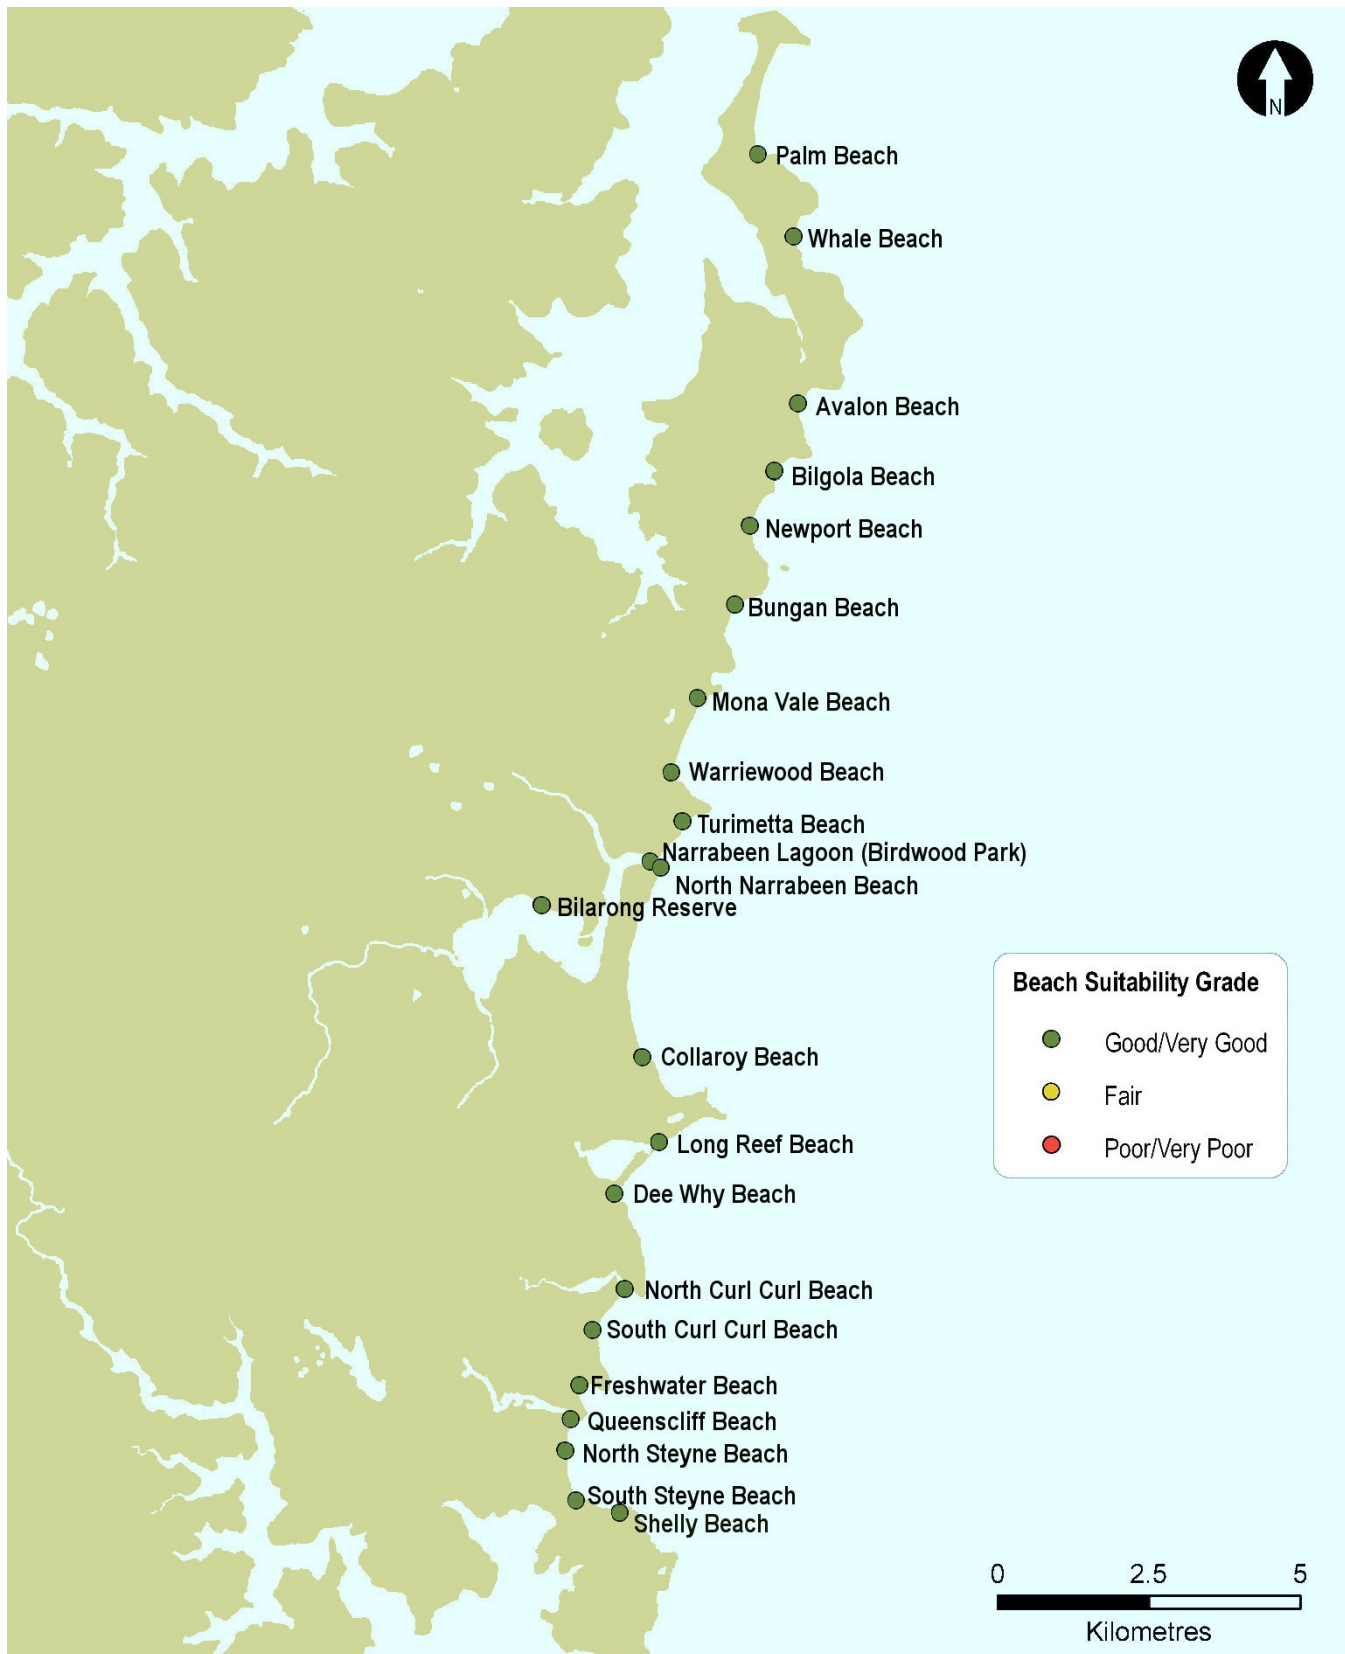 N
Palm Beach
Whale Beach
Avalon Beach
Bilgola Beach
Newport Beach
Bungan Beach
Mona Vale Beach
Warriewood Beach
Turimetta Beach
Narrabeen Lagoon (Birdwood Park)
North Narrabeen Beach
Bilarong Reserve
Collaroy Beach
Long Reef Beach
Dee Why Beach
North Curl Curl Beach
South Curl Curl Beach
Freshwater Beach
Queenscliff Beach
North Steyne Beach
South Steyne Beach
Shelly Beach
Beach Suitability Grade
Good/Very Good
Fair
Poor/Very Poor
0 2.5 5
Kilometres